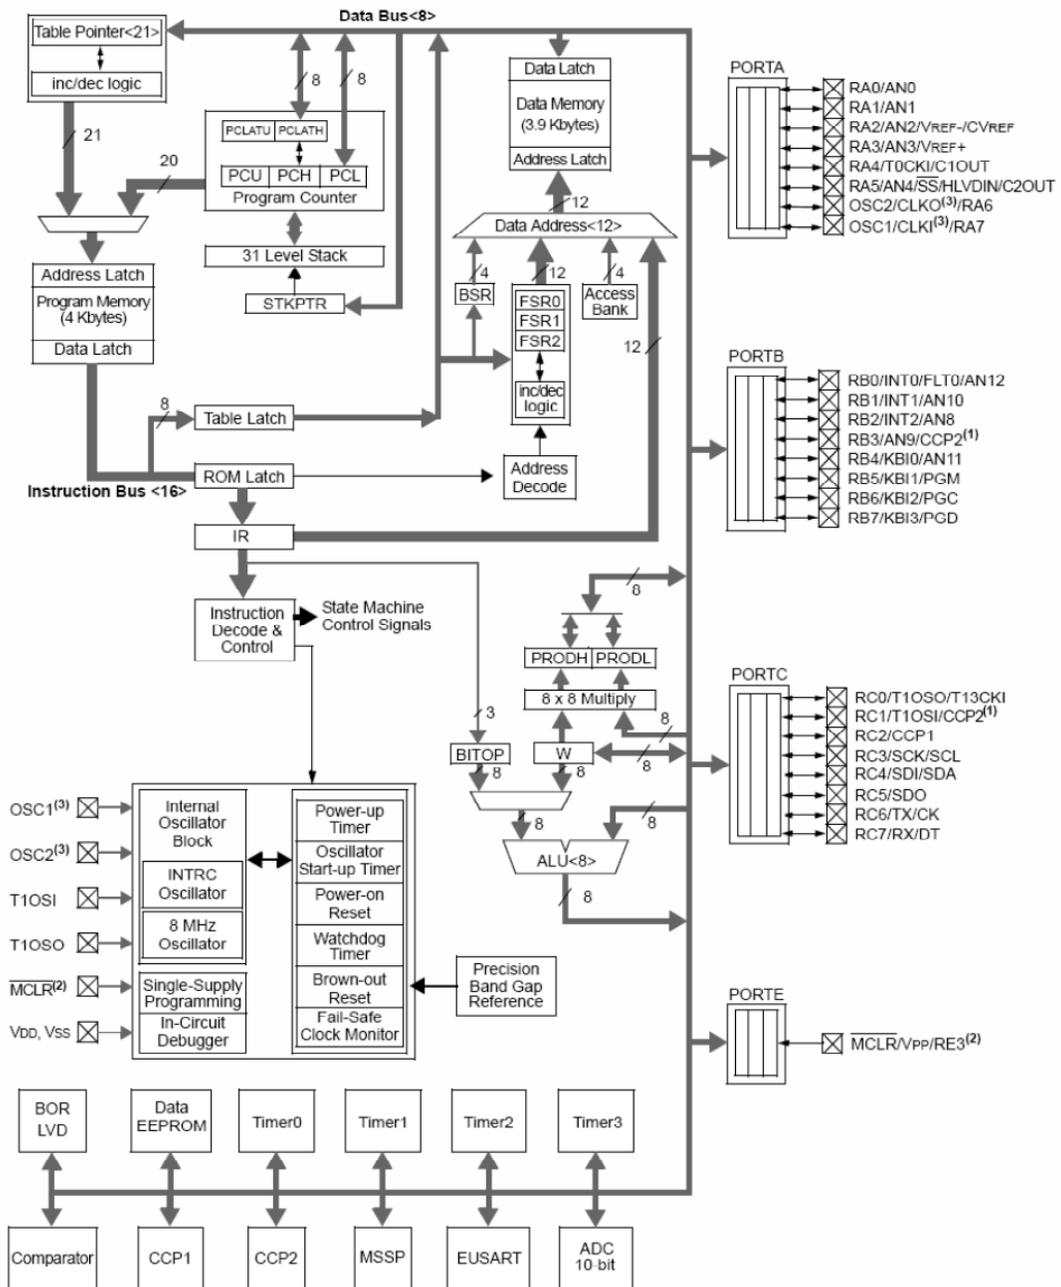 Data Bus<8>
Table Pointer<21>
inc/dec logic
21
20
PCLATU PCLATH
PCU PCH PCL
Program Counter
8
8
31 Level Stack
STKPTR
Data Latch
Data Memory
(3.9 Kbytes)
Address Latch
12
Data Address<12>
4
12
4
BSR
FSR0
FSR1
FSR2
inc/dec
logic
Access
Bank
12
Address
Decode
Address Latch
Program Memory
(4 Kbytes)
Data Latch
8
Table Latch
ROM Latch
Instruction Bus <16>
IR
Instruction
Decode &
Control
State Machine
Control Signals
8
PRODH PRODL
8 x 8 Multiply
3
8
BITOP
W
8
8
8
8
8
ALU<8>
8
OSC1(3)
OSC2(3)
T1OSI
T1OSO
MCLR(2)
VDD, VSS
Internal
Oscillator
Block
INTRC
Oscillator
8 MHz
Oscillator
Single-Supply
Programming
In-Circuit
Debugger
Power-up
Timer
Oscillator
Start-up Timer
Power-on
Reset
Watchdog
Timer
Brown-out
Reset
Fail-Safe
Clock Monitor
Precision
Band Gap
Reference
PORTA
RA0/AN0
RA1/AN1
RA2/AN2/VREF-/CVREF
RA3/AN3/VREF+
RA4/T0CKI/C1OUT
RA5/AN4/SS/HLVDIN/C2OUT
OSC2/CLKO(3)/RA6
OSC1/CLKI(3)/RA7
PORTB
RB0/INT0/FLT0/AN12
RB1/INT1/AN10
RB2/INT2/AN8
RB3/AN9/CCP2(1)
RB4/KBI0/AN11
RB5/KBI1/PGM
RB6/KBI2/PGC
RB7/KBI3/PGD
PORTC
RC0/T1OSO/T13CKI
RC1/T1OSI/CCP2(1)
RC2/CCP1
RC3/SCK/SCL
RC4/SDI/SDA
RC5/SDO
RC6/TX/CK
RC7/RX/DT
PORTE
MCLR/VPP/RE3(2)
BOR
LVD
Data
EEPROM
Timer0
Timer1
Timer2
Timer3
Comparator
CCP1
CCP2
MSSP
EUSART
ADC
10-bit